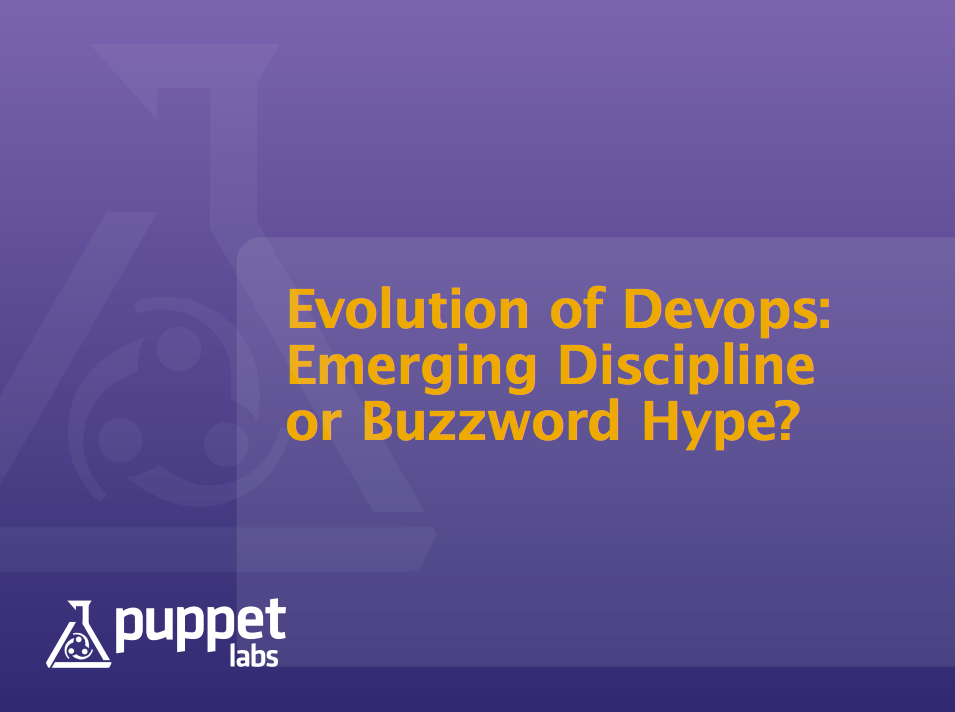 Evolution of Devops:
Emerging Discipline
or Buzzword Hype?
puppet
labs